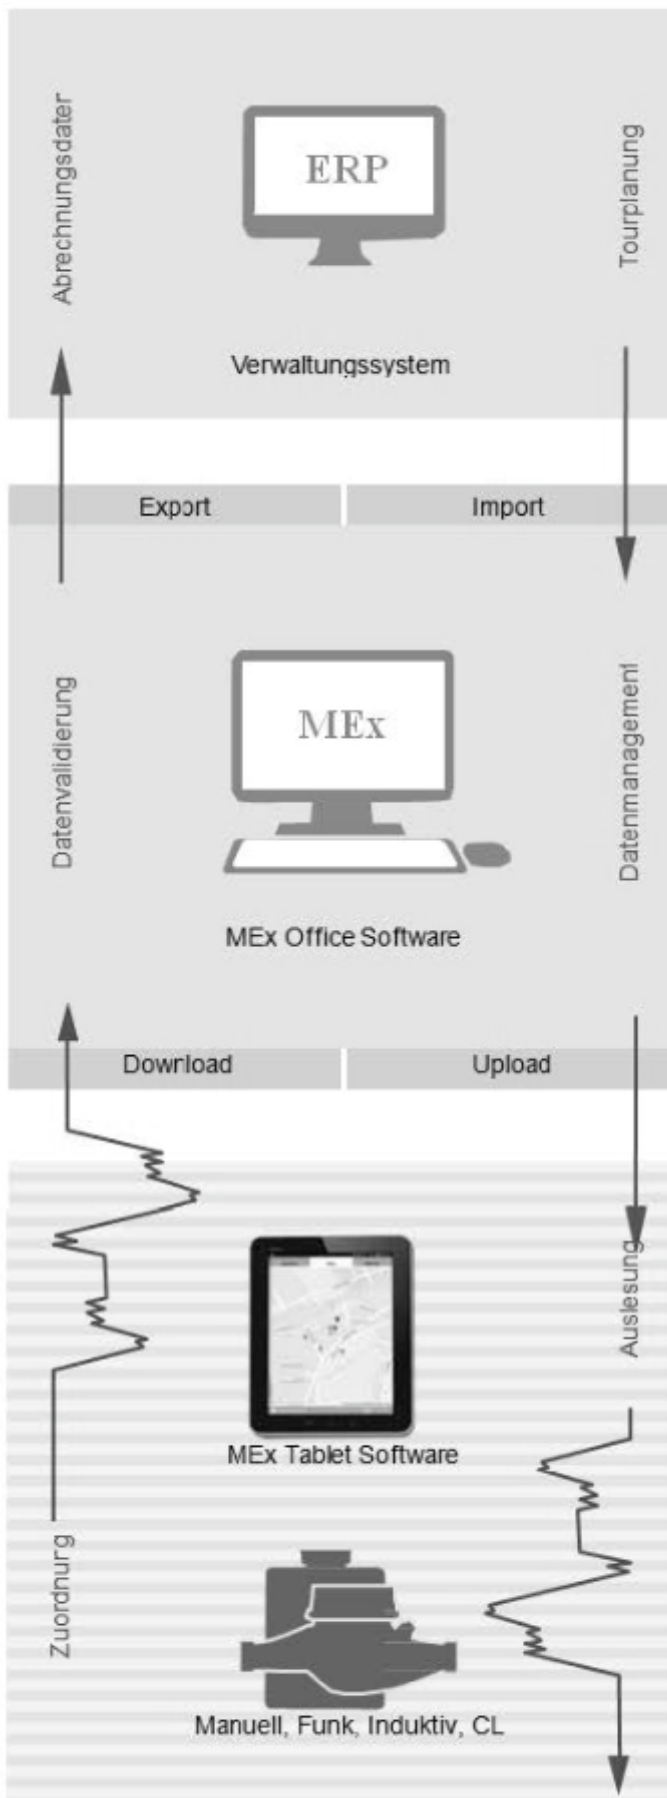 Abrechnungsdater
ERP
Tourplanung
Verwaltungssystem
Export
Import
Datenvalidierung
MEx
Datenmanagement
MEx Office Software
Download
Upload
Auslesung
MEx Tablet Software
Zuordnung
Manuell, Funk, Induktiv, CL